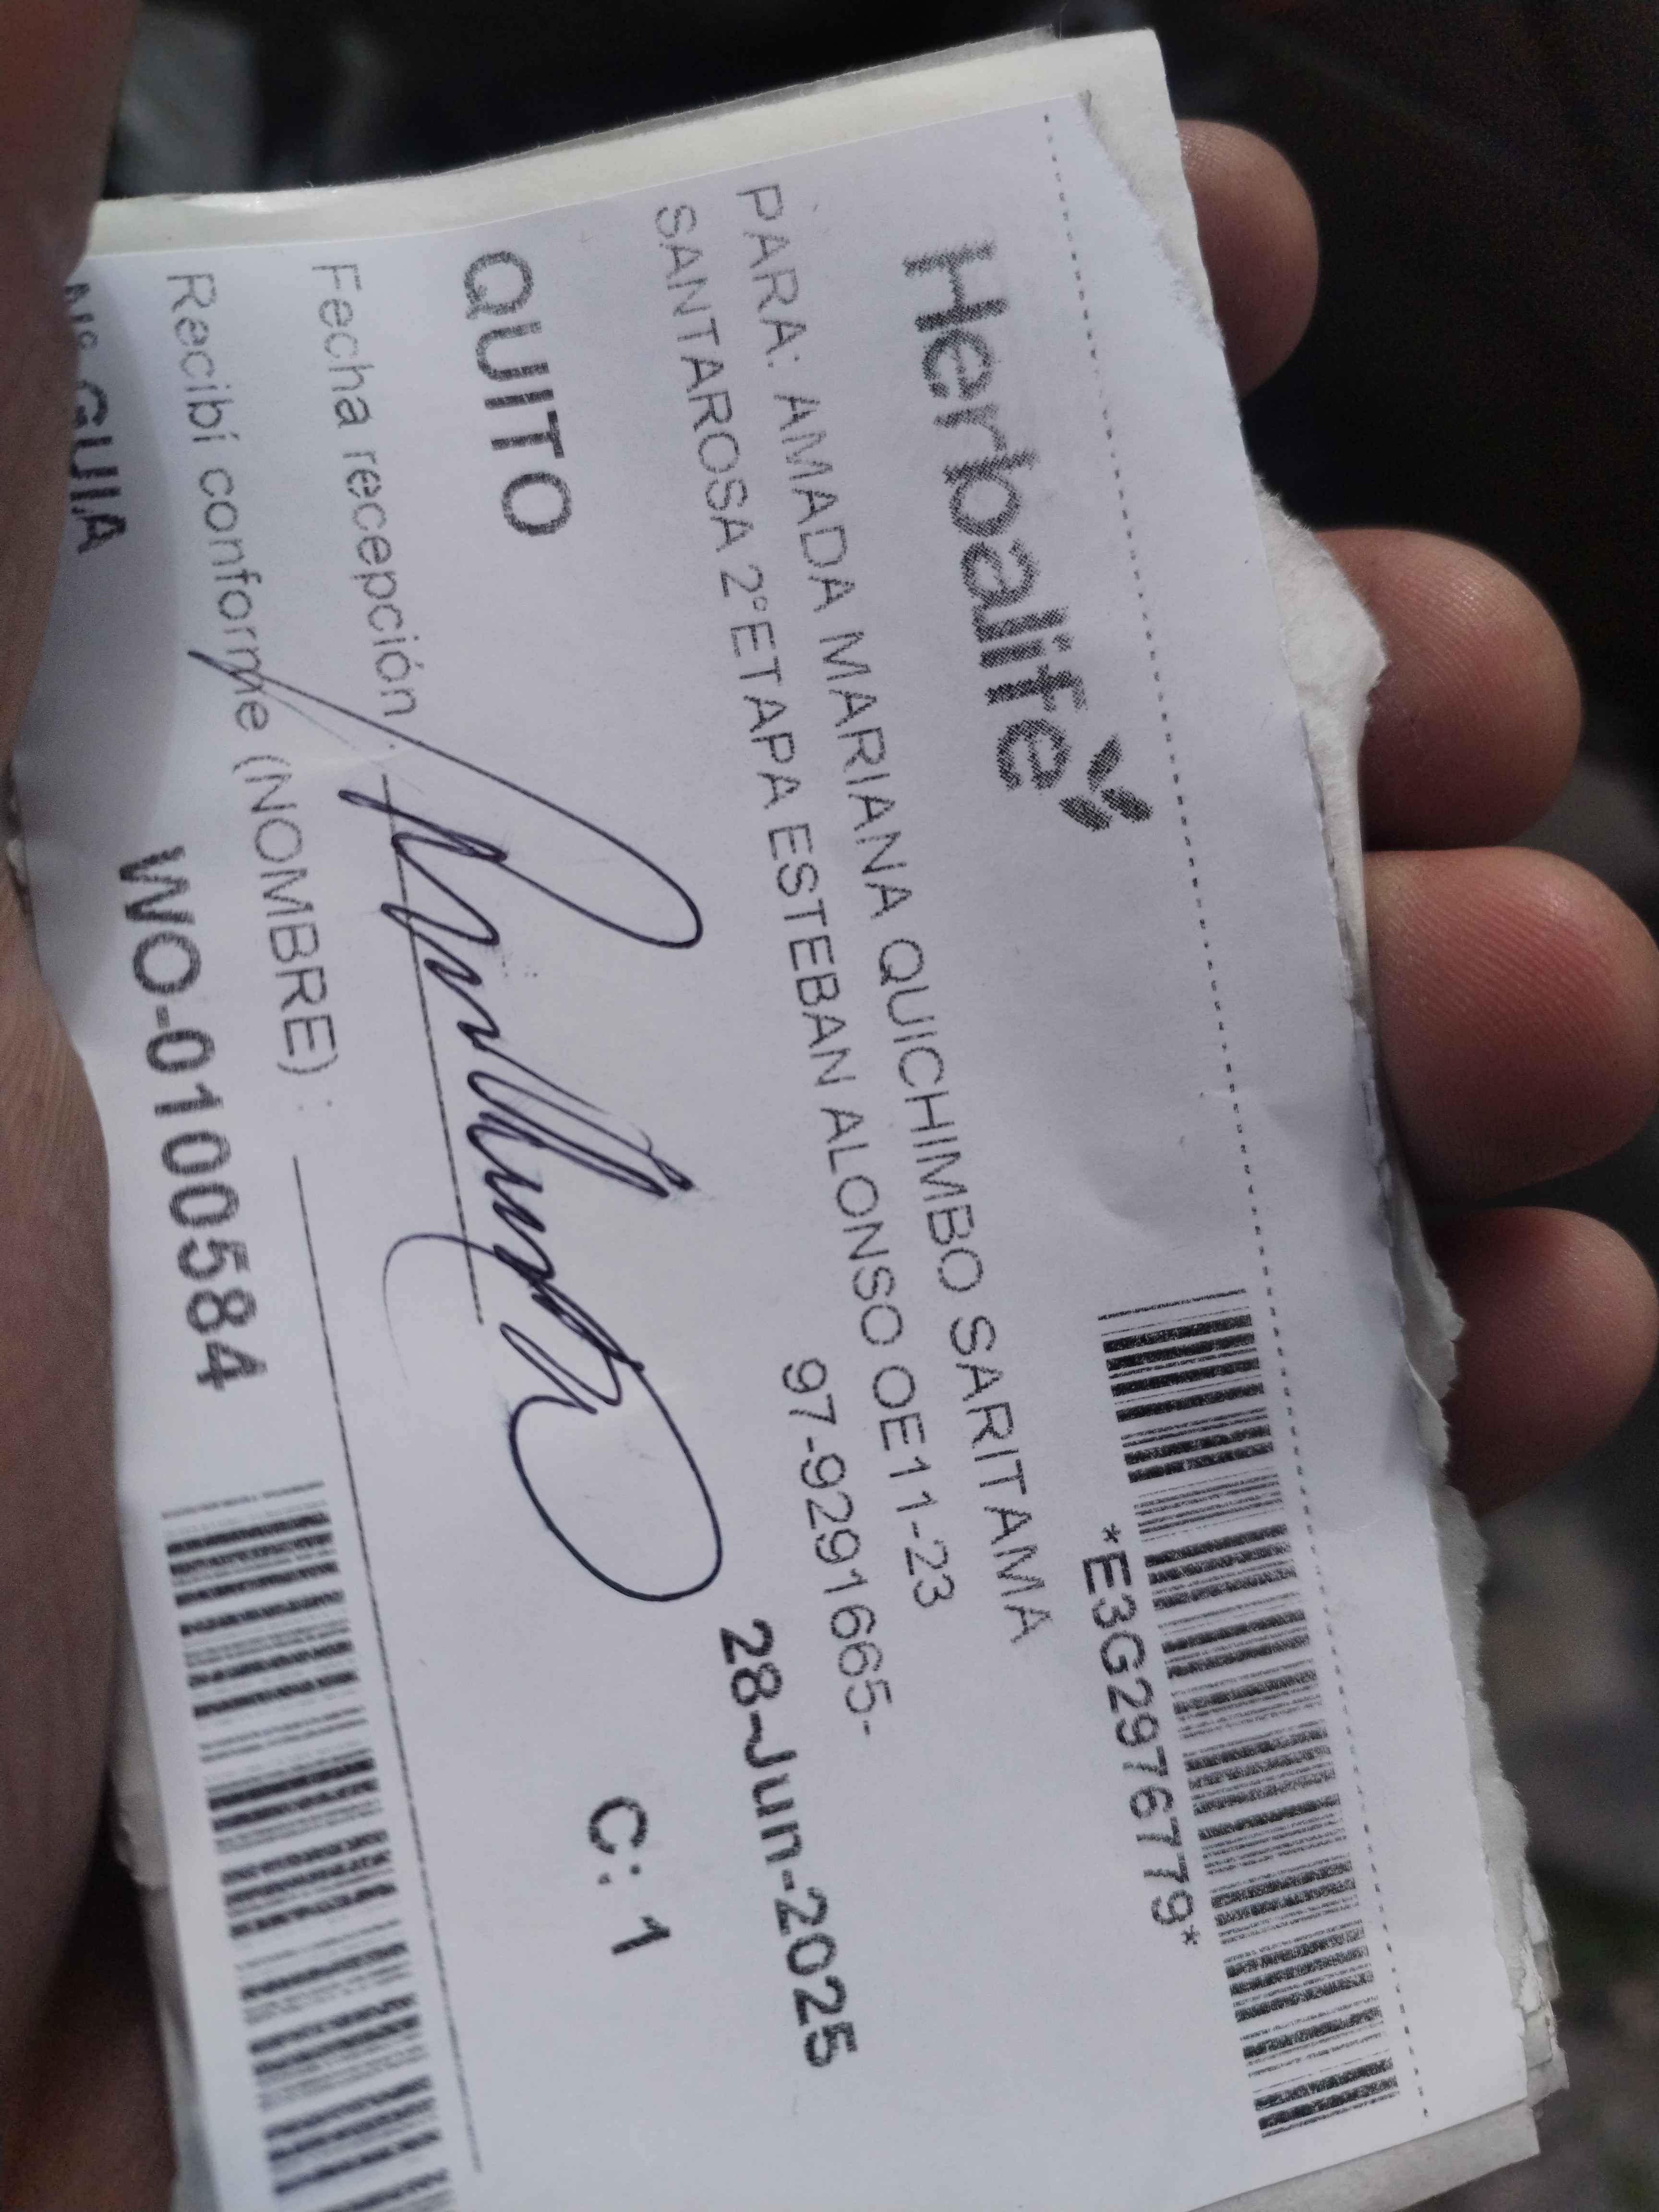 Herbalife
*E3G2976779*
PARA: AMADA MARIANA QUICHIMBO SARITAMA
SANTAROSA 2°ETAPA ESTEBAN ALONSO OE11-23
97-9291665-
28-Jun-2025
QUITO
C: 1
Fecha recepción :
Recibí conforme (NOMBRE) :
Nº GUIA
WO-0100584